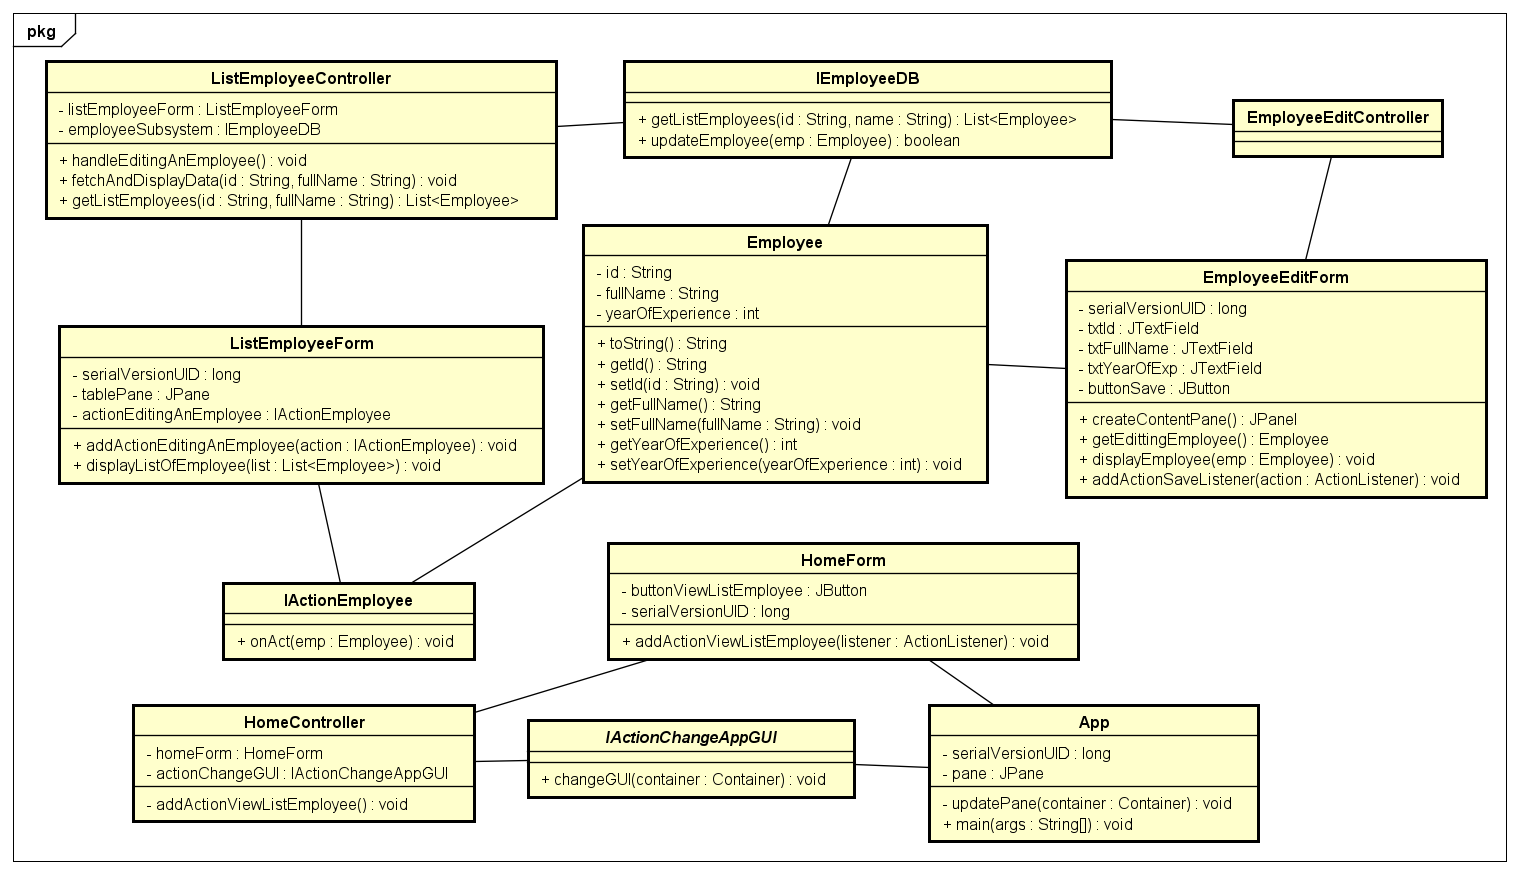 pkg
ListEmployeeController
- listEmployeeForm : ListEmployeeForm
- employeeSubsystem : IEmployeeDB
+ handleEditingAnEmployee() : void
+ fetchAndDisplayData(id : String, fullName : String) : void
+ getListEmployees(id : String, fullName : String) : List<Employee>
IEmployeeDB
+ getListEmployees(id : String, name : String) : List<Employee>
+ updateEmployee(emp : Employee) : boolean
EmployeeEditController
Employee
- id : String
- fullName : String
- yearOfExperience : int
+ toString() : String
+ getId() : String
+ setId(id : String) : void
+ getFullName() : String
+ setFullName(fullName : String) : void
+ getYearOfExperience() : int
+ setYearOfExperience(yearOfExperience : int) : void
EmployeeEditForm
- serialVersionUID : long
- txtId : JTextField
- txtFullName : JTextField
- txtYearOfExp : JTextField
- buttonSave : JButton
+ createContentPane() : JPanel
+ getEdittingEmployee() : Employee
+ displayEmployee(emp : Employee) : void
+ addActionSaveListener(action : ActionListener) : void
ListEmployeeForm
- serialVersionUID : long
- tablePane : JPane
- actionEditingAnEmployee : IActionEmployee
+ addActionEditingAnEmployee(action : IActionEmployee) : void
+ displayListOfEmployee(list : List<Employee>) : void
IActionEmployee
+ onAct(emp : Employee) : void
HomeForm
- buttonViewListEmployee : JButton
- serialVersionUID : long
+ addActionViewListEmployee(listener : ActionListener) : void
HomeController
- homeForm : HomeForm
- actionChangeGUI : IActionChangeAppGUI
- addActionViewListEmployee() : void
IActionChangeAppGUI
+ changeGUI(container : Container) : void
App
- serialVersionUID : long
- pane : JPane
- updatePane(container : Container) : void
+ main(args : String[]) : void